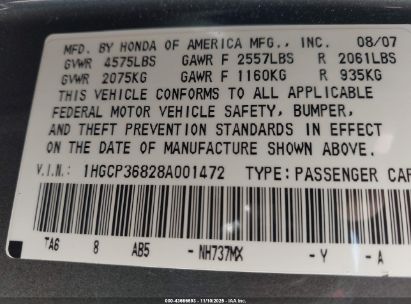 MFD. BY HONDA OF AMERICA MFG., INC. 08/07
GVWR 4575LBS GAWR F 2557LBS R 2061LBS
GVWR 2075KG GAWR F 1160KG R 935KG
THIS VEHICLE CONFORMS TO ALL APPLICABLE
FEDERAL MOTOR VEHICLE SAFETY, BUMPER,
AND THEFT PREVENTION STANDARDS IN EFFECT
ON THE DATE OF MANUFACTURE SHOWN ABOVE.
V.I.N.: 1HGCP36828A001472 TYPE: PASSENGER CAR
TA6 8 AB5 - NH737MX - Y - A